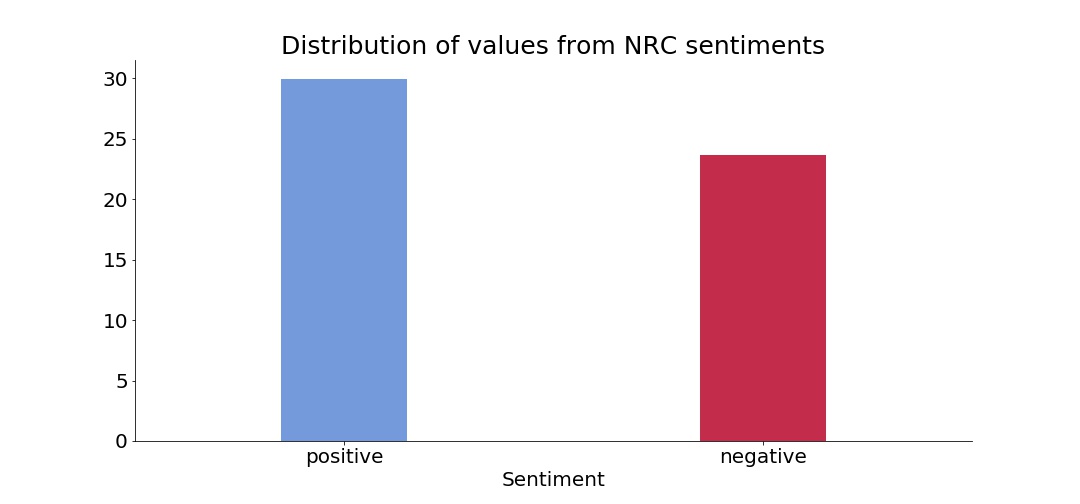 Distribution of values from NRC sentiments
30
25
20
15
10
5
0
positive
negative
Sentiment